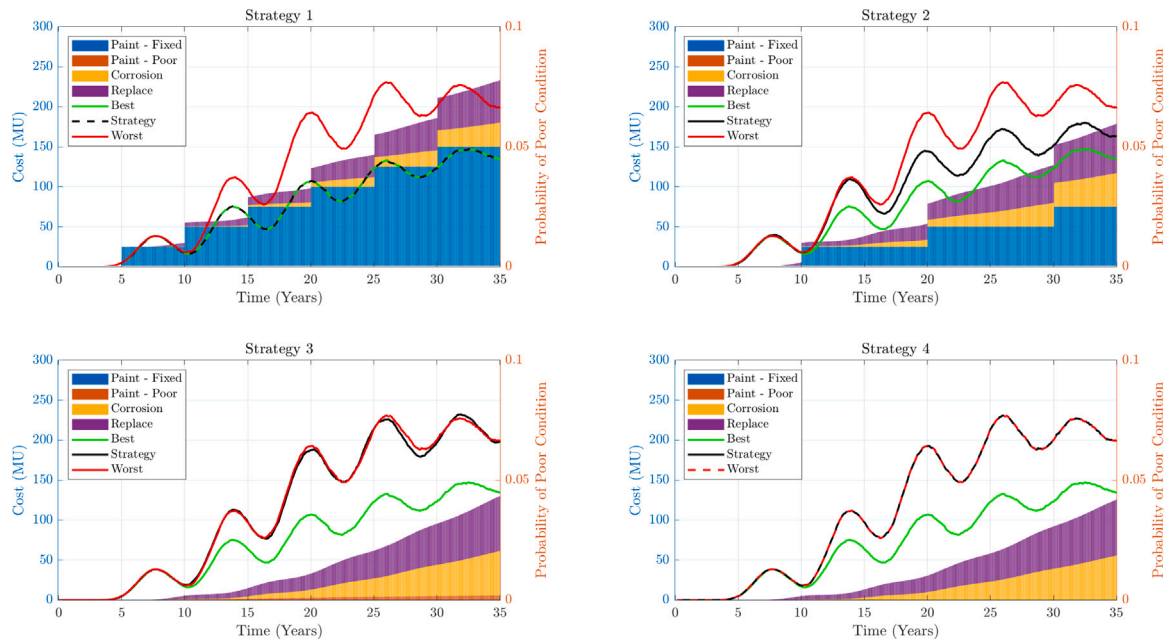 Strategy 1
300
250
200
150
100
50
0
Cost (MU)
0.1
0.05
0
Probability of Poor Condition
Paint - Fixed
Paint - Poor
Corrosion
Replace
Best
Strategy
Worst
0 5 10 15 20 25 30 35
Time (Years)
Strategy 2
300
250
200
150
100
50
0
Cost (MU)
0.1
0.05
0
Probability of Poor Condition
Paint - Fixed
Paint - Poor
Corrosion
Replace
Best
Strategy
Worst
0 5 10 15 20 25 30 35
Time (Years)
Strategy 3
300
250
200
150
100
50
0
Cost (MU)
0.1
0.05
0
Probability of Poor Condition
Paint - Fixed
Paint - Poor
Corrosion
Replace
Best
Strategy
Worst
0 5 10 15 20 25 30 35
Time (Years)
Strategy 4
300
250
200
150
100
50
0
Cost (MU)
0.1
0.05
0
Probability of Poor Condition
Paint - Fixed
Paint - Poor
Corrosion
Replace
Best
Strategy
Worst
0 5 10 15 20 25 30 35
Time (Years)